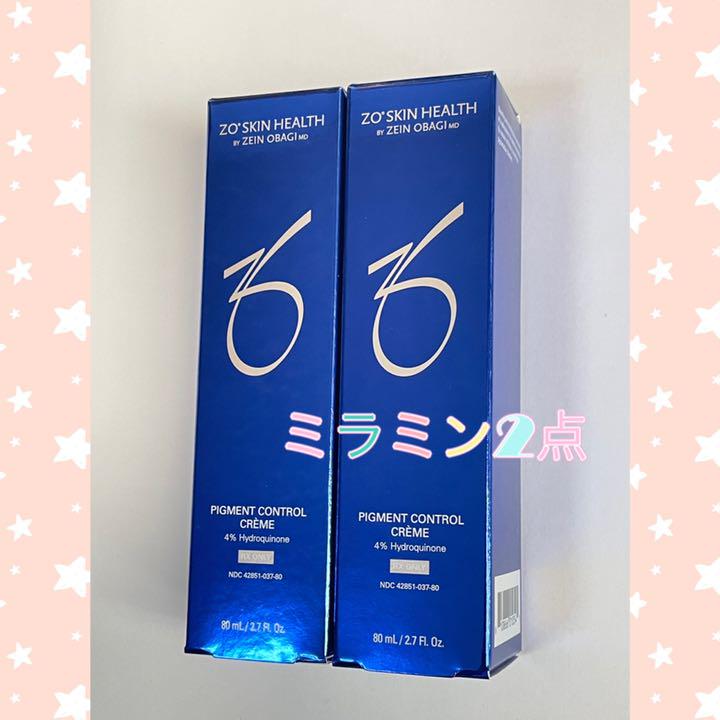 ZO® SKIN HEALTH
BY ZEIN OBAGI MD
PIGMENT CONTROL
CRÈME
4% Hydroquinone
RX ONLY
NDC 42851-037-80
80 mL / 2.7 Fl. Oz.
ZO® SKIN HEALTH
BY ZEIN OBAGI MD
PIGMENT CONTROL
CRÈME
4% Hydroquinone
RX ONLY
NDC 42851-037-80
80 mL / 2.7 Fl. Oz.
ミラミン2点